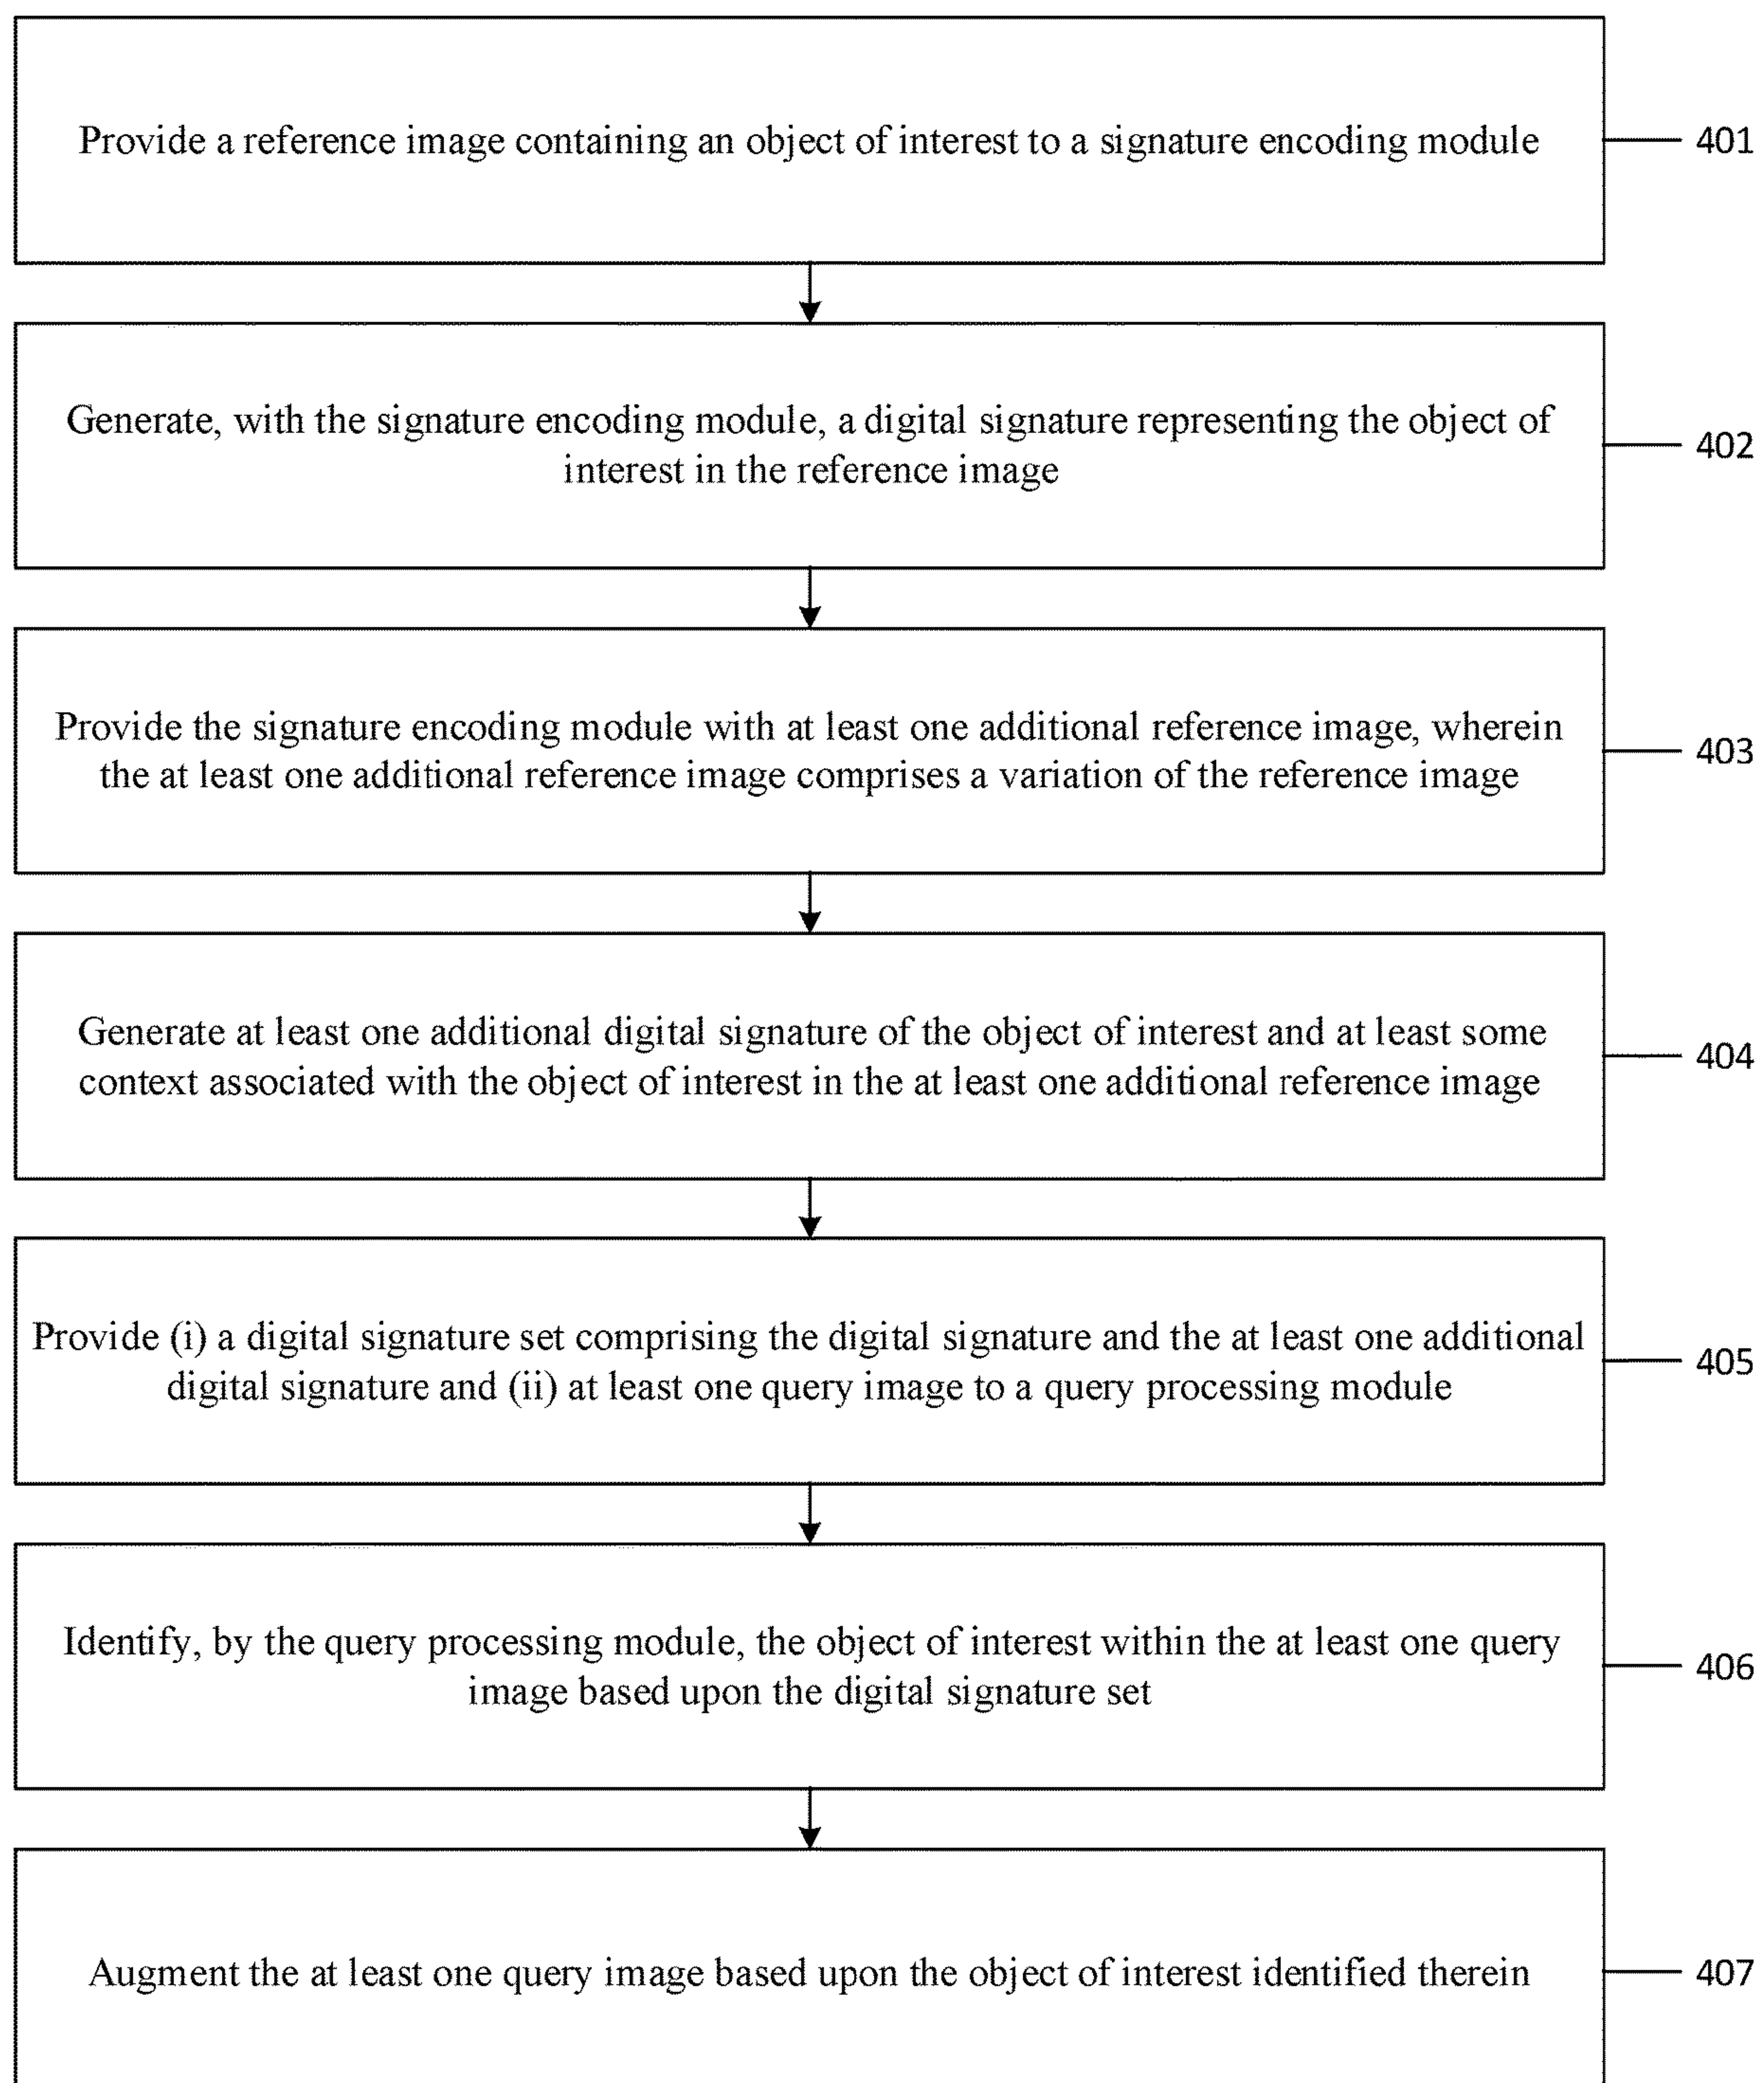 Provide a reference image containing an object of interest to a signature encoding module
401
Generate, with the signature encoding module, a digital signature representing the object of
interest in the reference image
402
Provide the signature encoding module with at least one additional reference image, wherein
the at least one additional reference image comprises a variation of the reference image
403
Generate at least one additional digital signature of the object of interest and at least some
context associated with the object of interest in the at least one additional reference image
404
Provide (i) a digital signature set comprising the digital signature and the at least one additional
digital signature and (ii) at least one query image to a query processing module
405
Identify, by the query processing module, the object of interest within the at least one query
image based upon the digital signature set
406
Augment the at least one query image based upon the object of interest identified therein
407